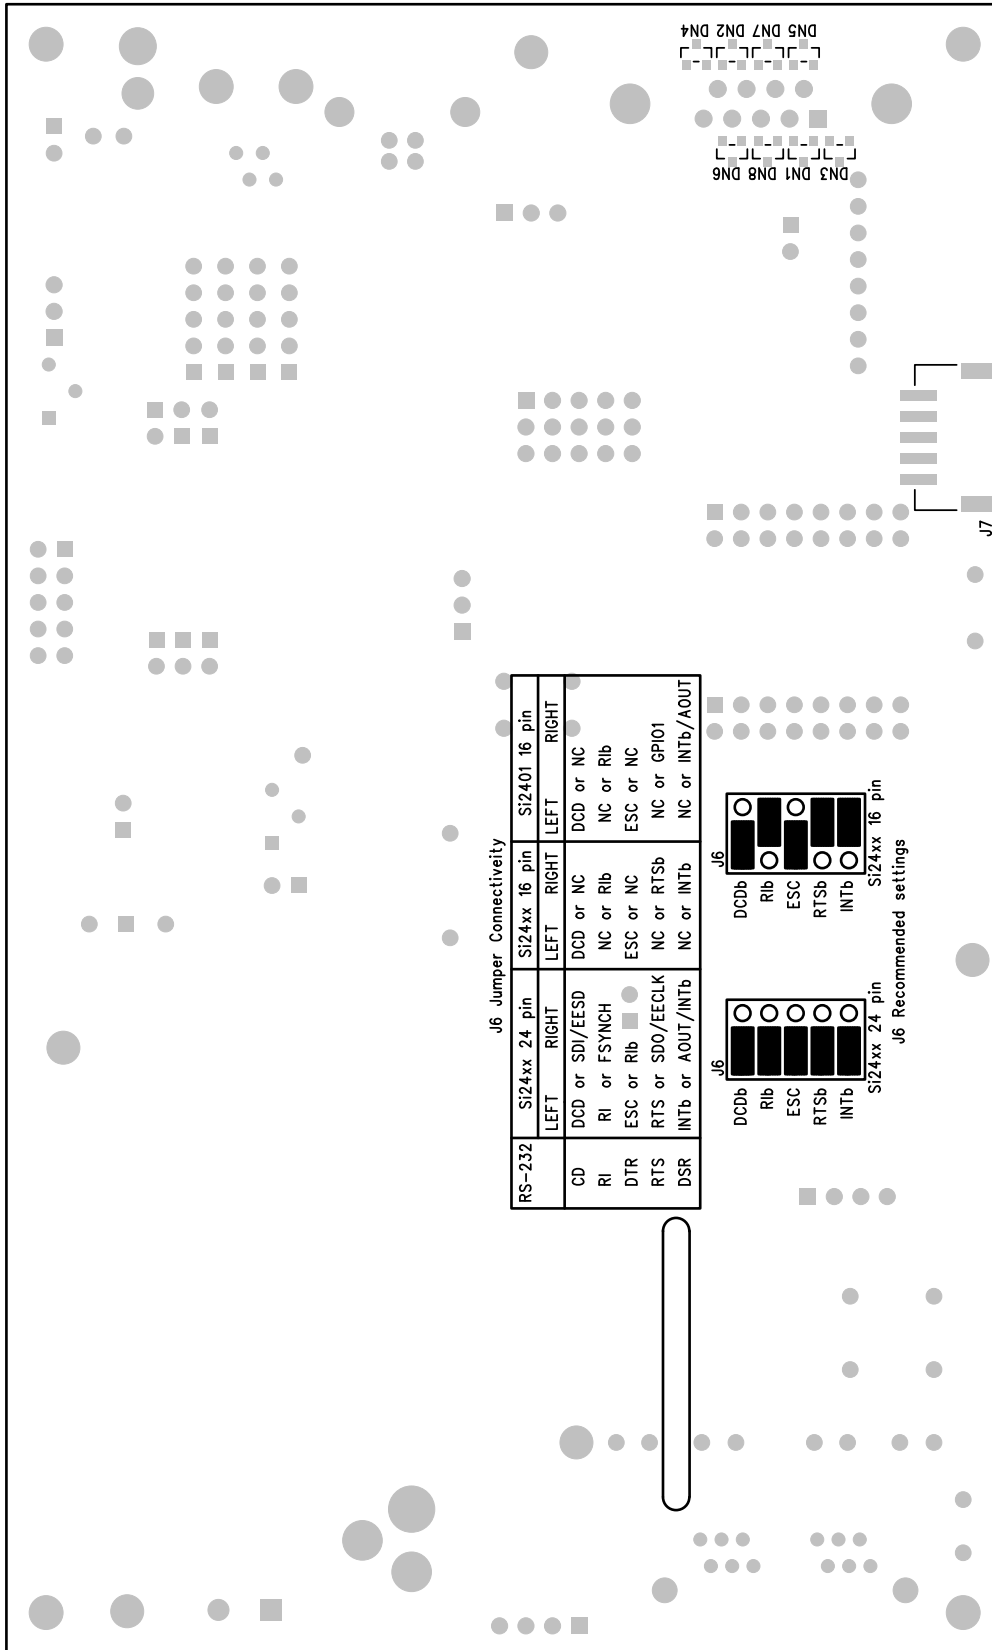 DN4 DN2 DN7 DN5
DN6 DN8 DN1 DN3
J7
J6 Jumper Connectiveity
RS-232 Si24xx 24 pin Si24xx 16 pin Si2401 16 pin
LEFT RIGHT LEFT RIGHT LEFT RIGHT
CD DCD or SDI/EESD DCD or NC DCD or NC
RI RI or FSYNCH NC or RIb NC or RIb
DTR ESC or RIb ESC or NC ESC or NC
RTS RTS or SDO/EECLK NC or RTSb NC or GPIO1
DSR INTb or AOUT/INTb NC or INTb NC or INTb/AOUT
J6
DCDb
RIb
ESC
RTSb
INTb
Si24xx 16 pin
J6
DCDb
RIb
ESC
RTSb
INTb
Si24xx 24 pin
J6 Recommended settings